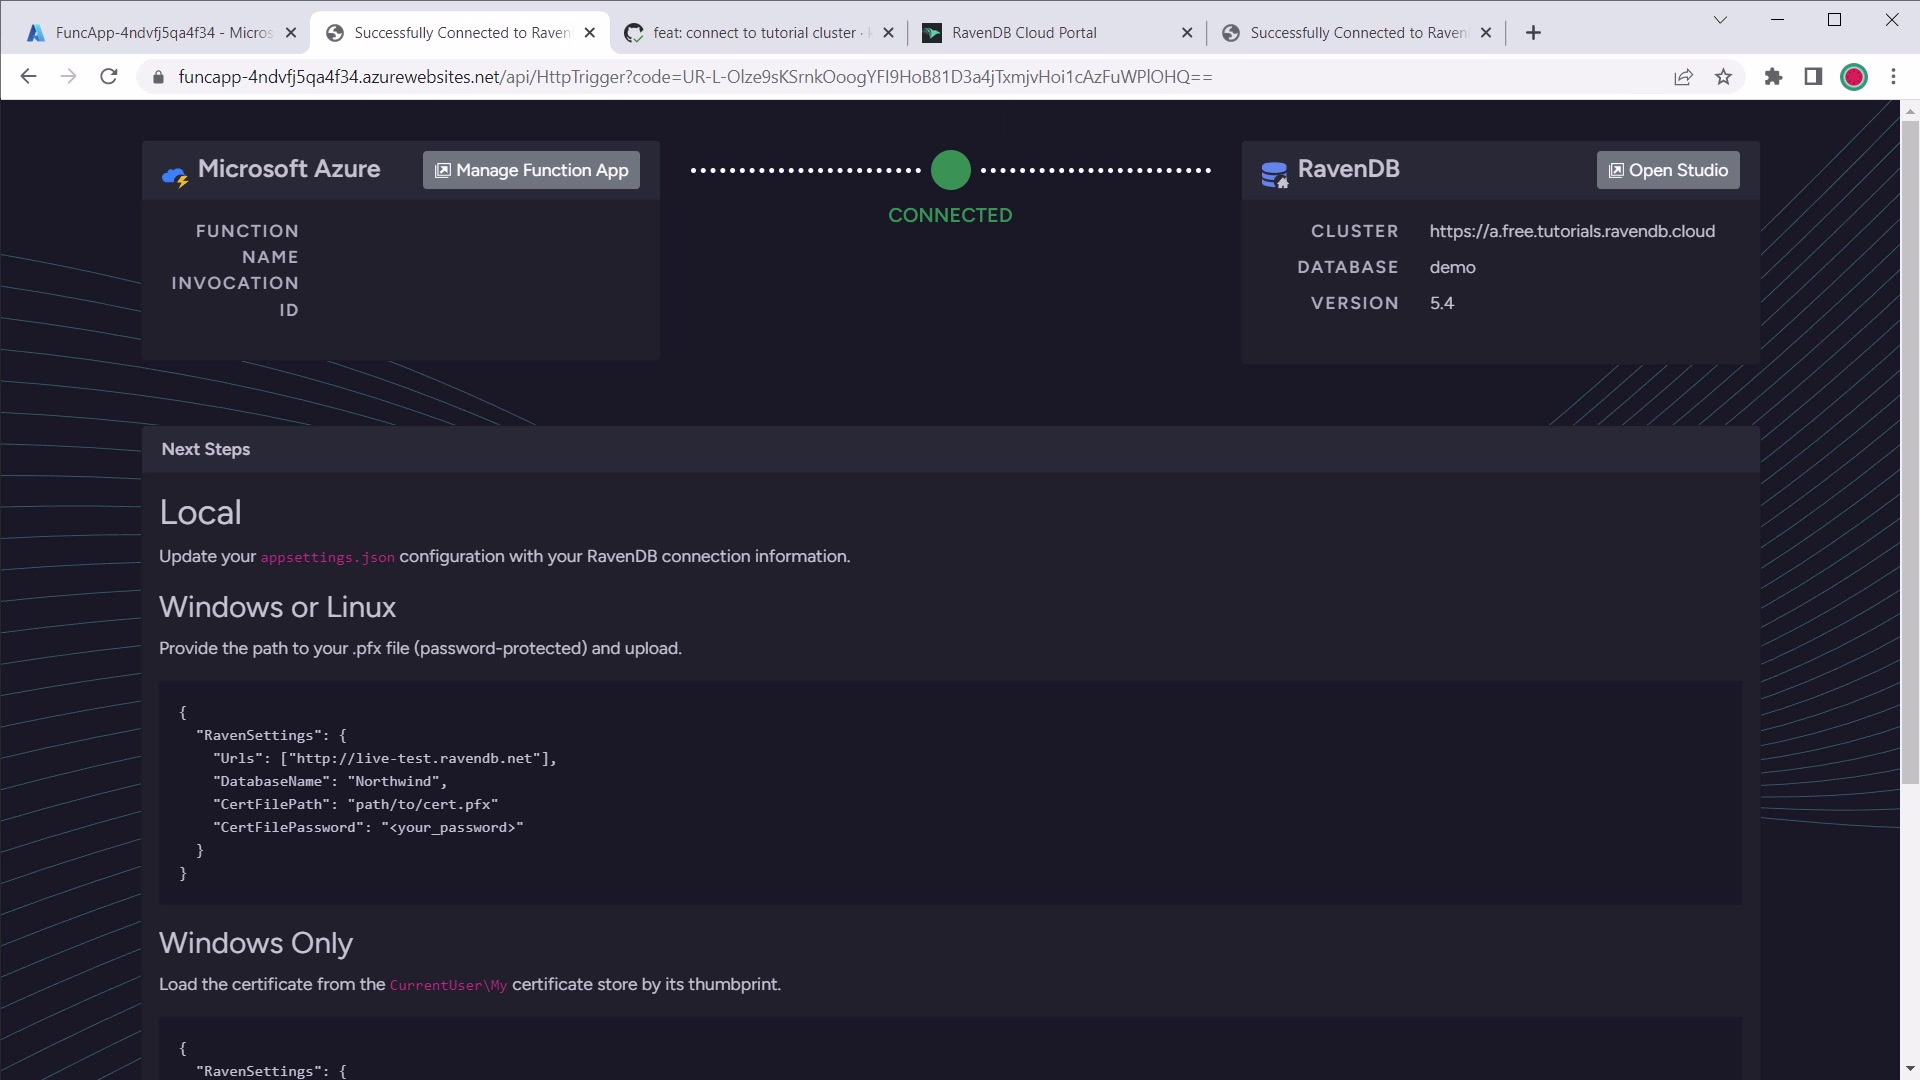 FuncApp-4ndvfj5qa4f34 - Micros
Successfully Connected to Raven
feat: connect to tutorial cluster ·
RavenDB Cloud Portal
Successfully Connected to Raven
funcapp-4ndvfj5qa4f34.azurewebsites.net/api/HttpTrigger?code=UR-L-Olze9sKSrnkOoogYFI9HoB81D3a4jTxmjvHoi1cAzFuWPlOHQ==
Microsoft Azure
Manage Function App
FUNCTION
NAME
INVOCATION
ID
CONNECTED
RavenDB
Open Studio
CLUSTER https://a.free.tutorials.ravendb.cloud
DATABASE demo
VERSION 5.4
Next Steps
Local
Update your appsettings.json configuration with your RavenDB connection information.
Windows or Linux
Provide the path to your .pfx file (password-protected) and upload.
{
"RavenSettings": {
"Urls": ["http://live-test.ravendb.net"],
"DatabaseName": "Northwind",
"CertFilePath": "path/to/cert.pfx"
"CertFilePassword": "<your_password>"
}
}
Windows Only
Load the certificate from the CurrentUser\My certificate store by its thumbprint.
{
"RavenSettings": {